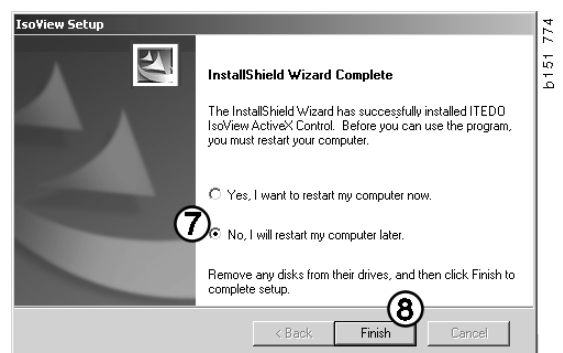 IsoView Setup
InstallShield Wizard Complete
The InstallShield Wizard has successfully installed ITEDO
IsoView ActiveX Control. Before you can use the program,
you must restart your computer.
Yes, I want to restart my computer now.
7
No, I will restart my computer later.
Remove any disks from their drives, and then click Finish to
complete setup.
8
< Back
Finish
Cancel
b151 774